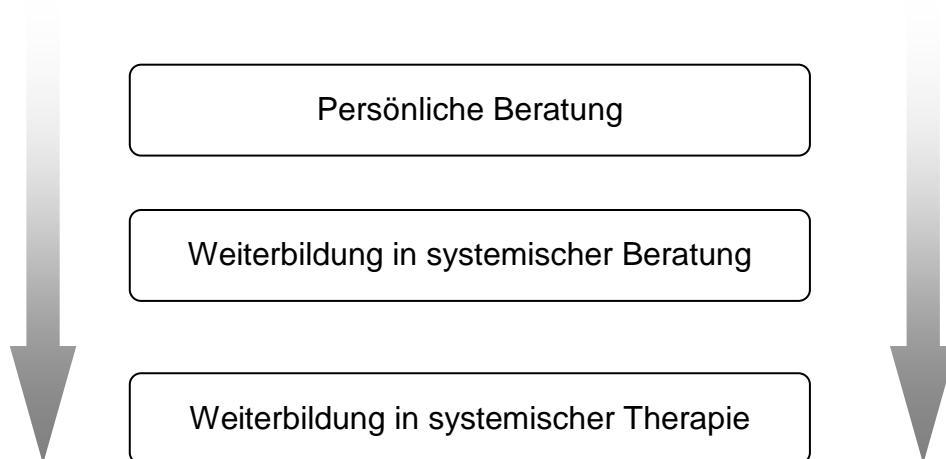 Persönliche Beratung
Weiterbildung in systemischer Beratung
Weiterbildung in systemischer Therapie